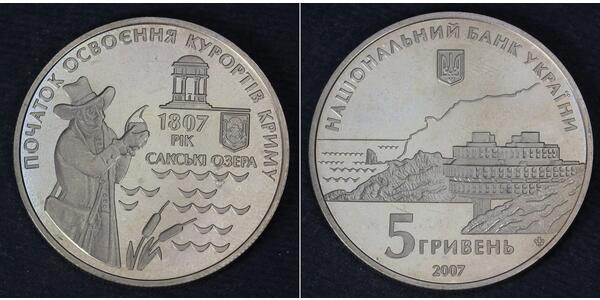 ПОЧАТОК ОСВОЄННЯ КУРОРТІВ КРИМУ
1807
РІК
САКСЬКІ ОЗЕРА
НАЦІОНАЛЬНИЙ БАНК УКРАЇНИ
5 ГРИВЕНЬ
2007